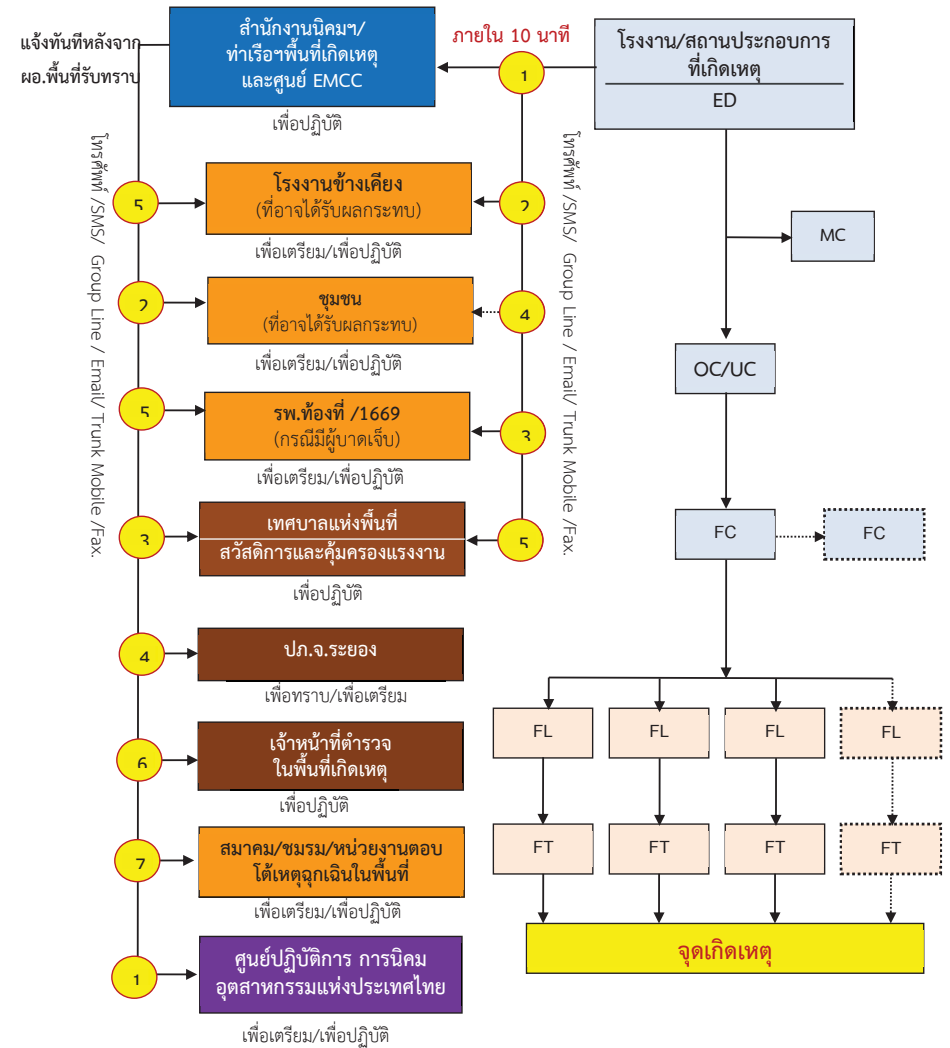 แจ้งทันทีหลังจาก
ผอ.พื้นที่รับทราบ
สำนักงานนิคมฯ/
ท่าเรือฯพื้นที่เกิดเหตุ
และศูนย์ EMCC
เพื่อปฏิบัติ
ภายใน 10 นาที
1
โรงงาน/สถานประกอบการ
ที่เกิดเหตุ
ED
โทรศัพท์ /SMS/ Group Line / Email/ Trunk Mobile /Fax.
5
โรงงานข้างเคียง
(ที่อาจได้รับผลกระทบ)
2
เพื่อเตรียม/เพื่อปฏิบัติ
2
ชุมชน
(ที่อาจได้รับผลกระทบ)
4
เพื่อเตรียม/เพื่อปฏิบัติ
5
รพ.ท้องที่ /1669
(กรณีมีผู้บาดเจ็บ)
3
เพื่อเตรียม/เพื่อปฏิบัติ
3
เทศบาลแห่งพื้นที่
สวัสดิการและคุ้มครองแรงงาน
5
เพื่อปฏิบัติ
4
ปภ.จ.ระยอง
เพื่อทราบ/เพื่อเตรียม
6
เจ้าหน้าที่ตำรวจ
ในพื้นที่เกิดเหตุ
เพื่อปฏิบัติ
7
สมาคม/ชมรม/หน่วยงานตอบ
โต้เหตุฉุกเฉินในพื้นที่
เพื่อเตรียม/เพื่อปฏิบัติ
1
ศูนย์ปฏิบัติการ การนิคม
อุตสาหกรรมแห่งประเทศไทย
เพื่อเตรียม/เพื่อปฏิบัติ
โทรศัพท์ /SMS/ Group Line / Email/ Trunk Mobile /Fax.
MC
OC/UC
FC
FC
FL
FL
FL
FL
FT
FT
FT
FT
จุดเกิดเหตุ